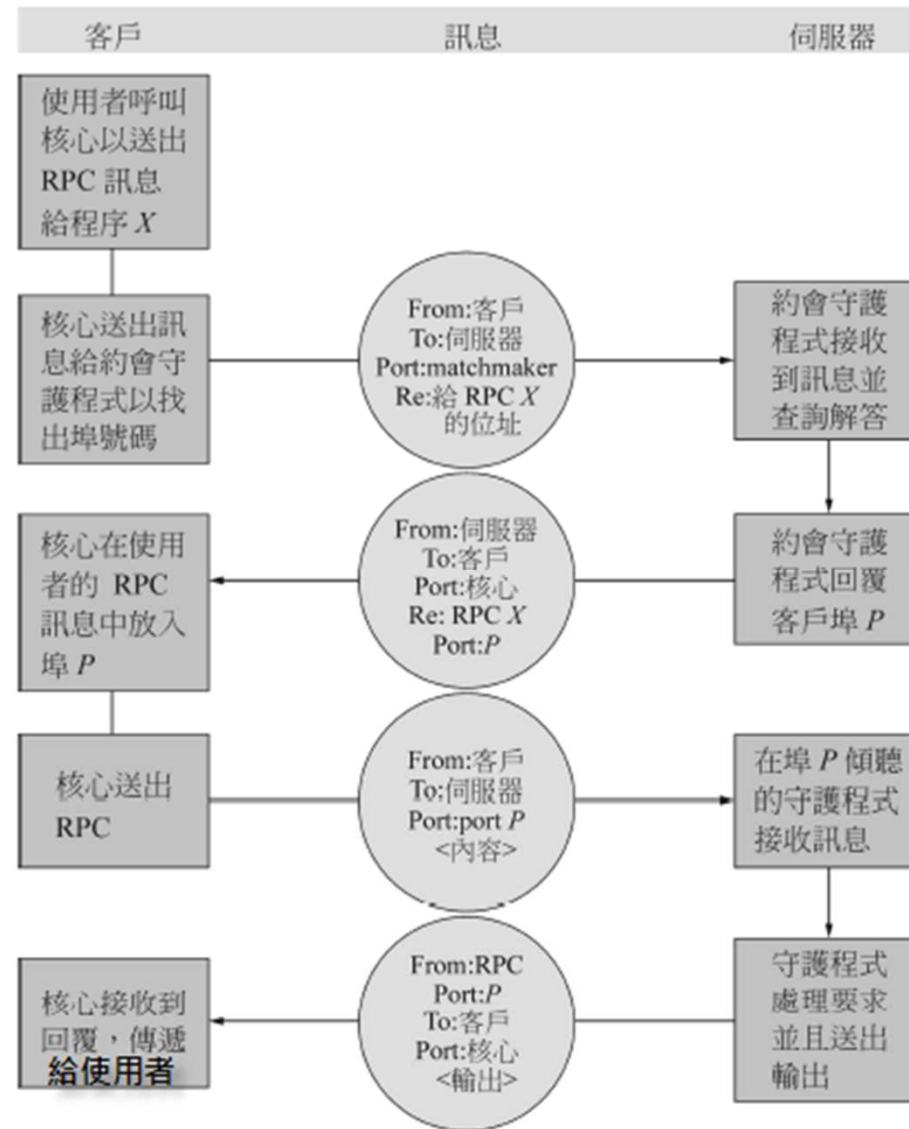 客戶
訊息
伺服器
使用者呼叫
核心以送出
RPC 訊息
給程序 X
核心送出訊
息給約會守
護程式以找
出埠號碼
From:客戶
To:伺服器
Port:matchmaker
Re:給 RPC X
的位址
約會守護
程式接收
到訊息並
查詢解答
核心在使用
者的 RPC
訊息中放入
埠 P
From:伺服器
To:客戶
Port:核心
Re: RPC X
Port:P
約會守護
程式回覆
客戶埠 P
核心送出
RPC
From:客戶
To:伺服器
Port:port P
<內容>
在埠 P 傾聽
的守護程式
接收訊息
核心接收到
回覆，傳遞
給使用者
From:RPC
Port:P
To:客戶
Port:核心
<輸出>
守護程式
處理要求
並且送出
輸出